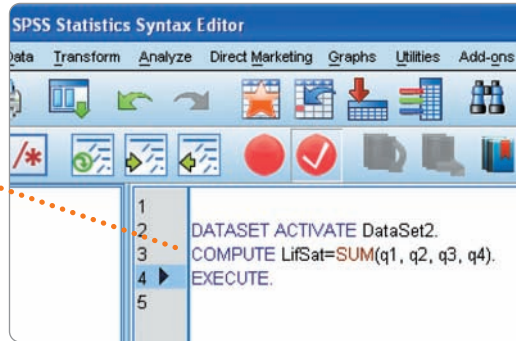 SPSS Statistics Syntax Editor
Data Transform Analyze Direct Marketing Graphs Utilities Add-ons
/*
1
2 DATASET ACTIVATE DataSet2.
3 COMPUTE LifSat=SUM(q1, q2, q3, q4).
4 EXECUTE.
5